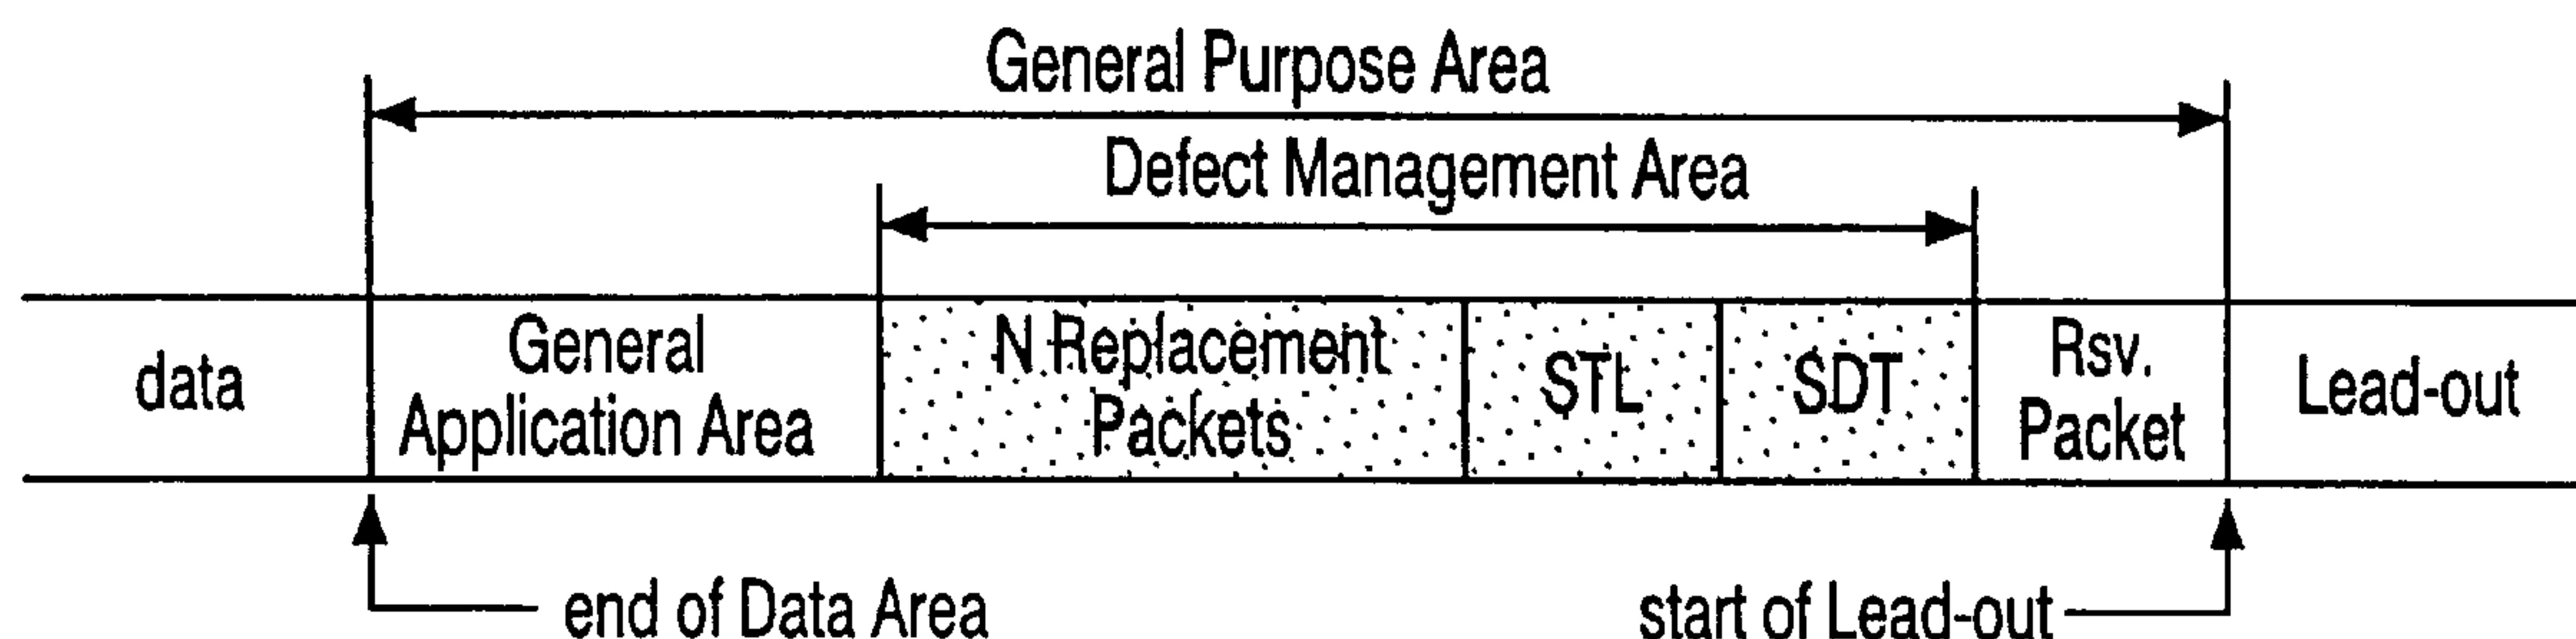 General Purpose Area
Defect Management Area
data
General
Application Area
N Replacement
Packets
STL
SDT
Rsv.
Packet
Lead-out
end of Data Area
start of Lead-out